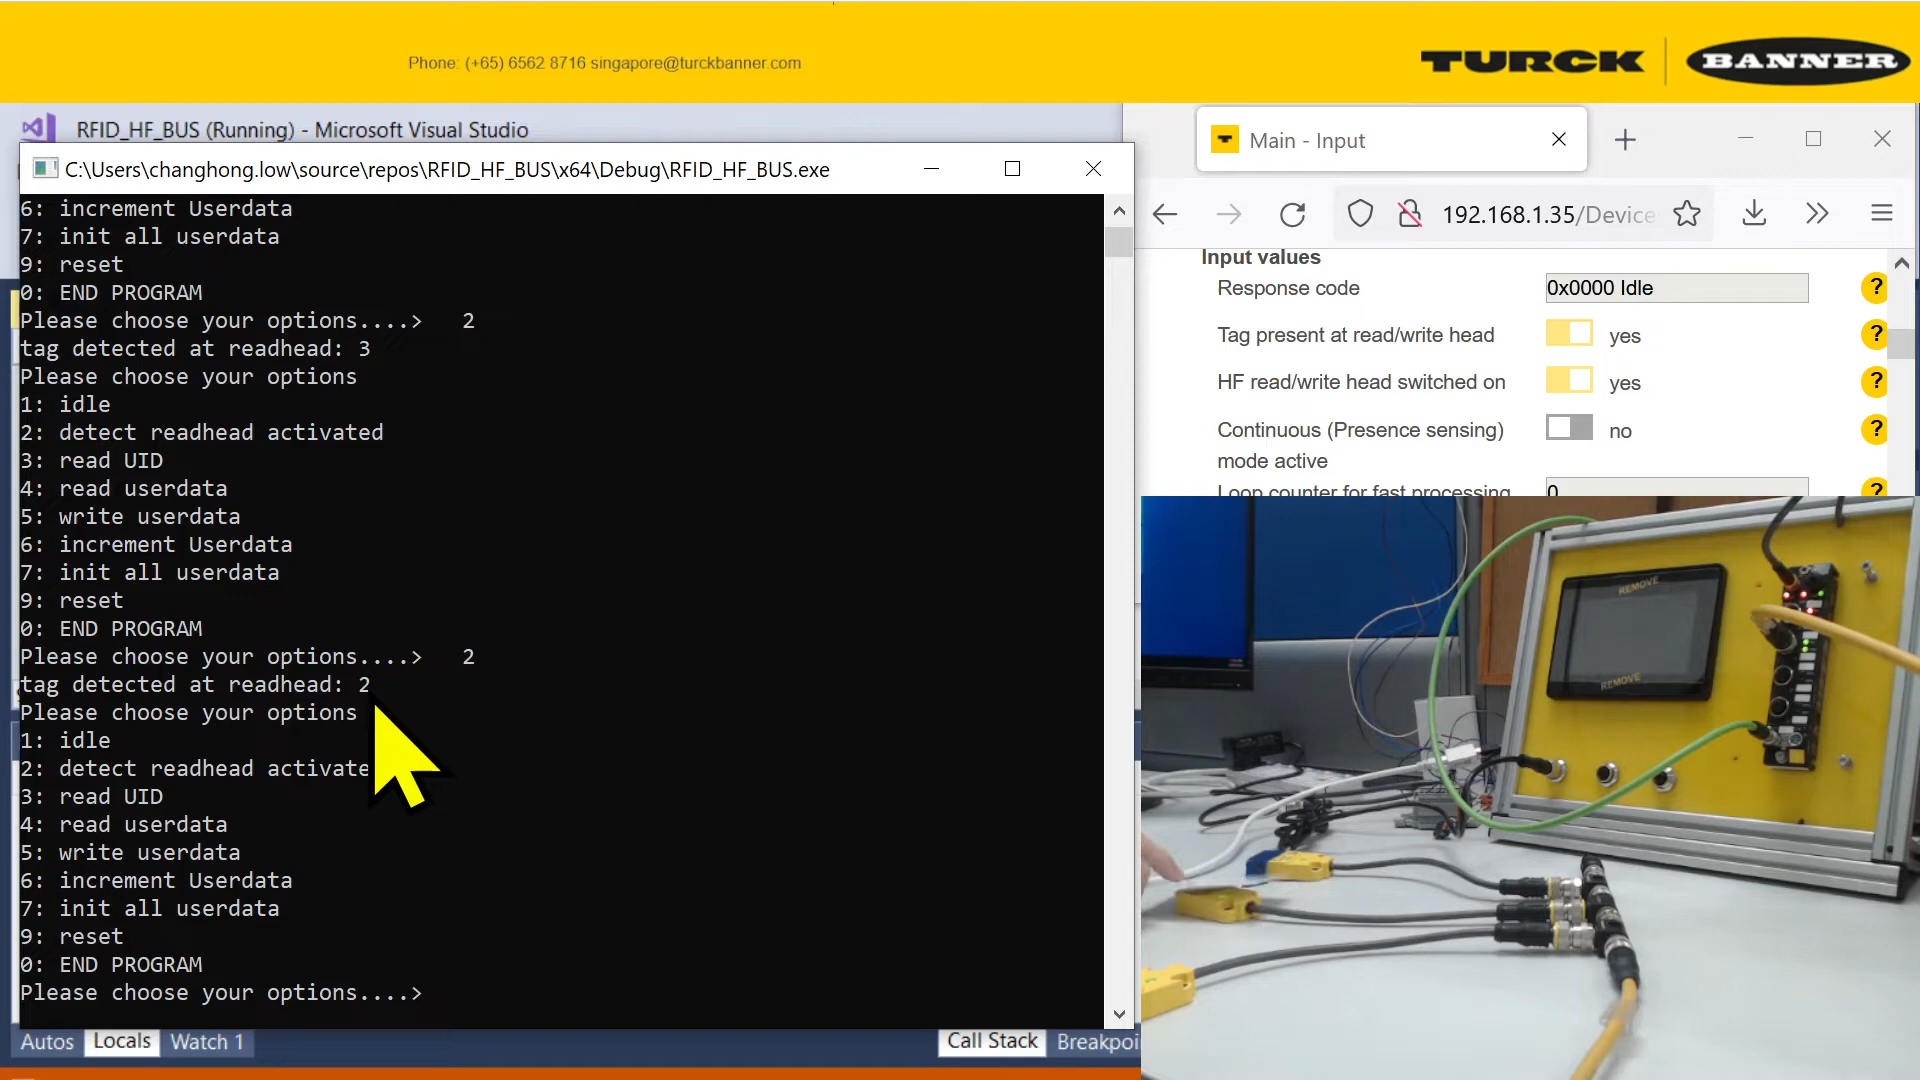 Phone: (+65) 6562 8716 singapore@turckbanner.com
TURCK
BANNER
RFID_HF_BUS (Running) - Microsoft Visual Studio
C:\Users\changhong.low\source\repos\RFID_HF_BUS\x64\Debug\RFID_HF_BUS.exe
6: increment Userdata
7: init all userdata
9: reset
0: END PROGRAM
Please choose your options....> 2
tag detected at readhead: 3
Please choose your options
1: idle
2: detect readhead activated
3: read UID
4: read userdata
5: write userdata
6: increment Userdata
7: init all userdata
9: reset
0: END PROGRAM
Please choose your options....> 2
tag detected at readhead: 2
Please choose your options
1: idle
2: detect readhead activate
3: read UID
4: read userdata
5: write userdata
6: increment Userdata
7: init all userdata
9: reset
0: END PROGRAM
Please choose your options....>
Autos Locals Watch 1
Call Stack Breakpoi
Main - Input
192.168.1.35/Device
Input values
Response code 0x0000 Idle ?
Tag present at read/write head yes ?
HF read/write head switched on yes ?
Continuous (Presence sensing) no ?
mode active
Loop counter for fast processing 0 ?
REMOVE
REMOVE